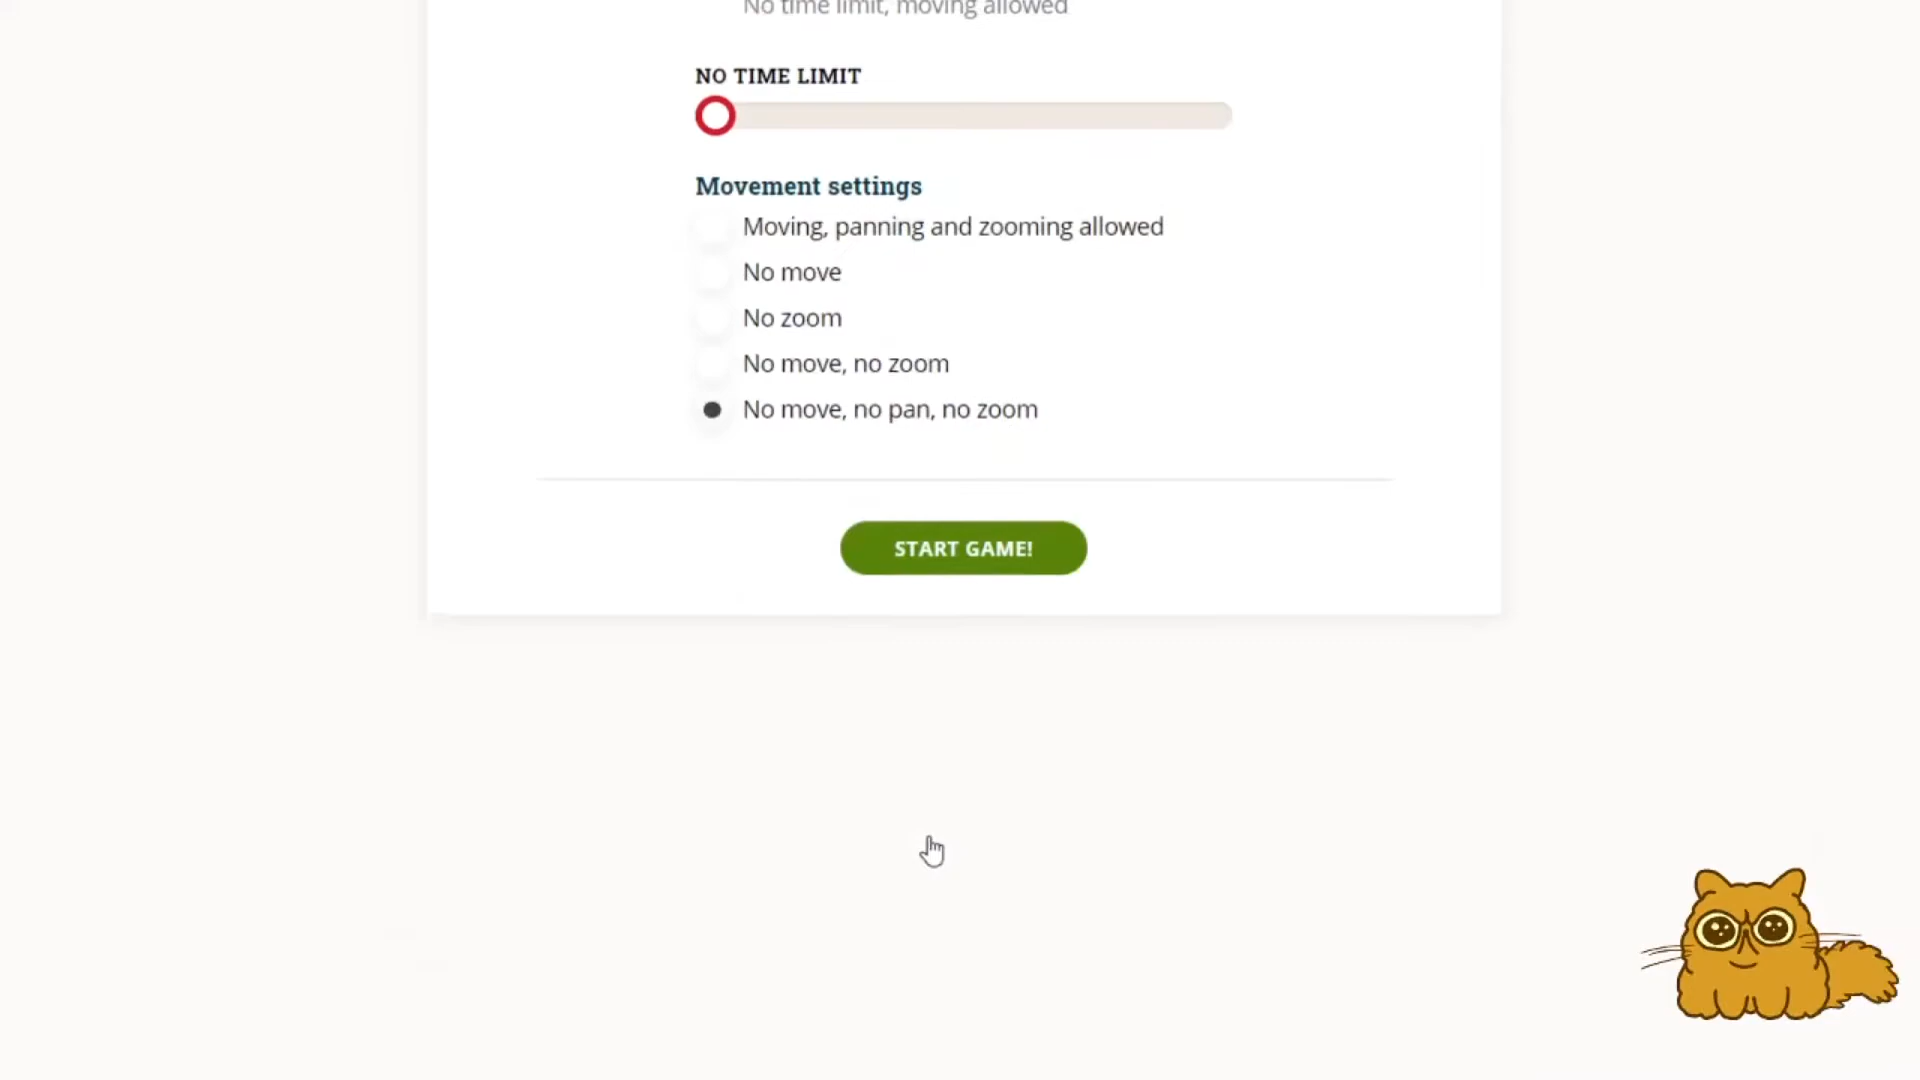 No time limit, moving allowed
NO TIME LIMIT
Movement settings
Moving, panning and zooming allowed
No move
No zoom
No move, no zoom
No move, no pan, no zoom
START GAME!